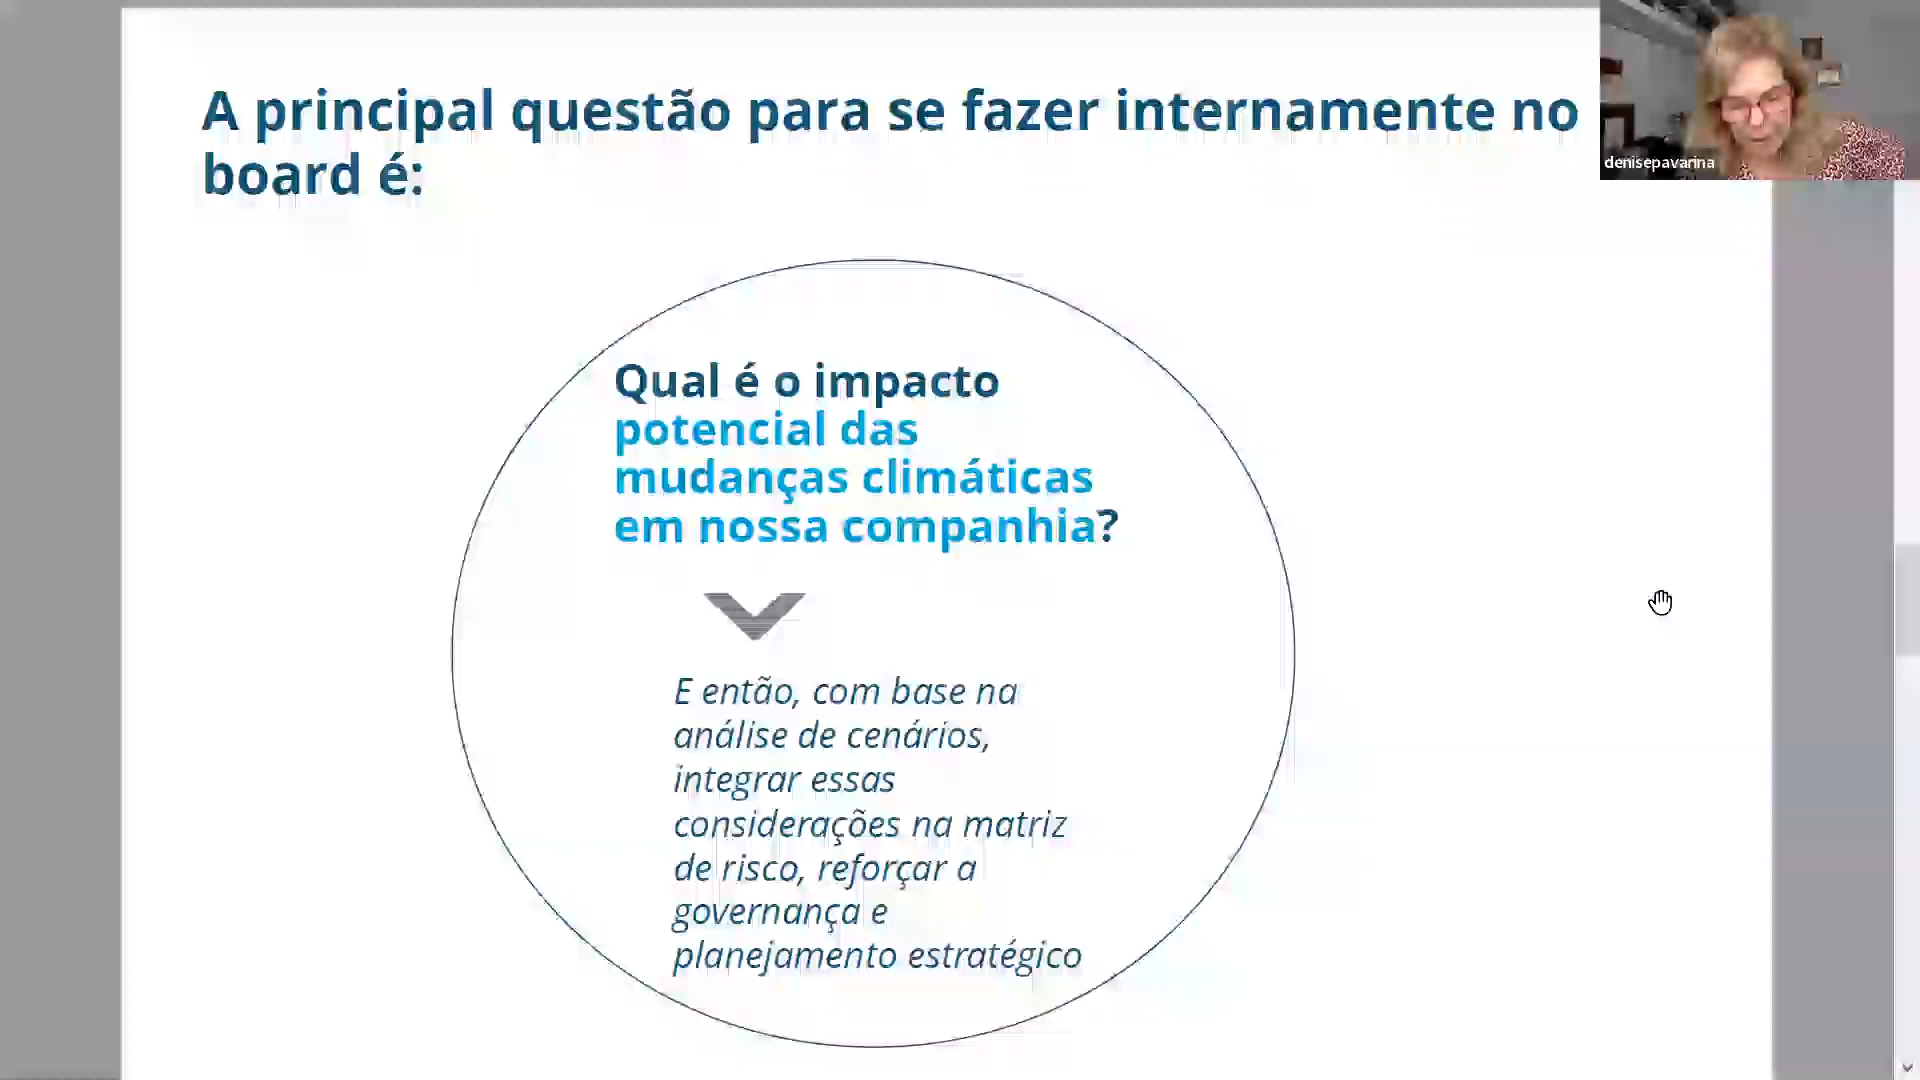 A principal questão para se fazer internamente no
board é:
denisepavarina
Qual é o impacto
potencial das
mudanças climáticas
em nossa companhia?
E então, com base na
análise de cenários,
integrar essas
considerações na matriz
de risco, reforçar a
governança e
planejamento estratégico